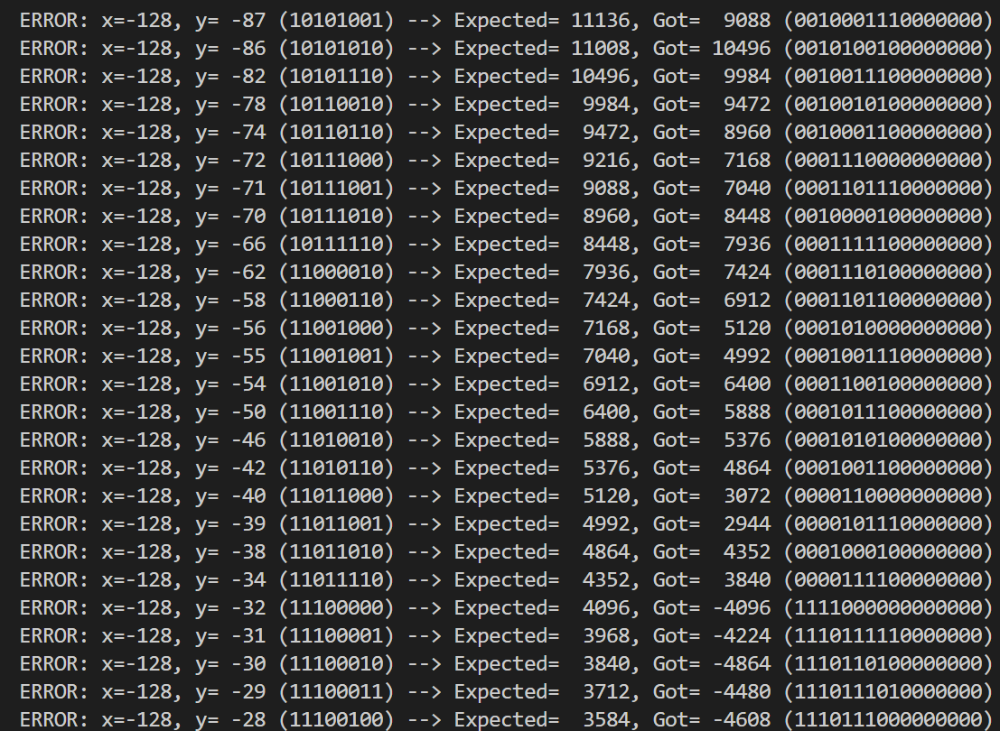 ERROR: x=-128, y= -87 (10101001) --> Expected= 11136, Got=  9088 (0010001110000000)
ERROR: x=-128, y= -86 (10101010) --> Expected= 11008, Got= 10496 (0010100100000000)
ERROR: x=-128, y= -82 (10101110) --> Expected= 10496, Got=  9984 (0010011100000000)
ERROR: x=-128, y= -78 (10110010) --> Expected=  9984, Got=  9472 (0010010100000000)
ERROR: x=-128, y= -74 (10110110) --> Expected=  9472, Got=  8960 (0010001100000000)
ERROR: x=-128, y= -72 (10111000) --> Expected=  9216, Got=  7168 (0001110000000000)
ERROR: x=-128, y= -71 (10111001) --> Expected=  9088, Got=  7040 (0001101110000000)
ERROR: x=-128, y= -70 (10111010) --> Expected=  8960, Got=  8448 (0010000100000000)
ERROR: x=-128, y= -66 (10111110) --> Expected=  8448, Got=  7936 (0001111100000000)
ERROR: x=-128, y= -62 (11000010) --> Expected=  7936, Got=  7424 (0001110100000000)
ERROR: x=-128, y= -58 (11000110) --> Expected=  7424, Got=  6912 (0001101100000000)
ERROR: x=-128, y= -56 (11001000) --> Expected=  7168, Got=  5120 (0001010000000000)
ERROR: x=-128, y= -55 (11001001) --> Expected=  7040, Got=  4992 (0001001110000000)
ERROR: x=-128, y= -54 (11001010) --> Expected=  6912, Got=  6400 (0001100100000000)
ERROR: x=-128, y= -50 (11001110) --> Expected=  6400, Got=  5888 (0001011100000000)
ERROR: x=-128, y= -46 (11010010) --> Expected=  5888, Got=  5376 (0001010100000000)
ERROR: x=-128, y= -42 (11010110) --> Expected=  5376, Got=  4864 (0001001100000000)
ERROR: x=-128, y= -40 (11011000) --> Expected=  5120, Got=  3072 (0000110000000000)
ERROR: x=-128, y= -39 (11011001) --> Expected=  4992, Got=  2944 (0000101110000000)
ERROR: x=-128, y= -38 (11011010) --> Expected=  4864, Got=  4352 (0001000100000000)
ERROR: x=-128, y= -34 (11011110) --> Expected=  4352, Got=  3840 (0000111100000000)
ERROR: x=-128, y= -32 (11100000) --> Expected=  4096, Got= -4096 (1111000000000000)
ERROR: x=-128, y= -31 (11100001) --> Expected=  3968, Got= -4224 (1110111110000000)
ERROR: x=-128, y= -30 (11100010) --> Expected=  3840, Got= -4864 (1110110100000000)
ERROR: x=-128, y= -29 (11100011) --> Expected=  3712, Got= -4480 (1110111010000000)
ERROR: x=-128, y= -28 (11100100) --> Expected=  3584, Got= -4608 (1110111000000000)